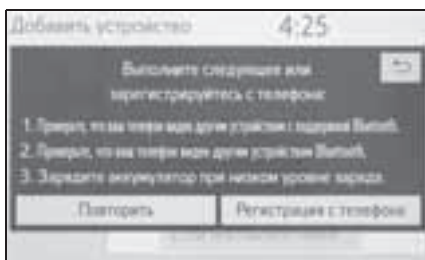 Добавить устройство 4:25
Выполните следующее или
зарегистрируйтесь с телефона:
1. Проверьте, что ваш телефон виден другим устройствам с поддержкой Bluetooth.
2. Проверьте, что ваш телефон виден другим устройствам Bluetooth.
3. Зарядите аккумулятор при низком уровне заряда.
Повторить Регистрация с телефона